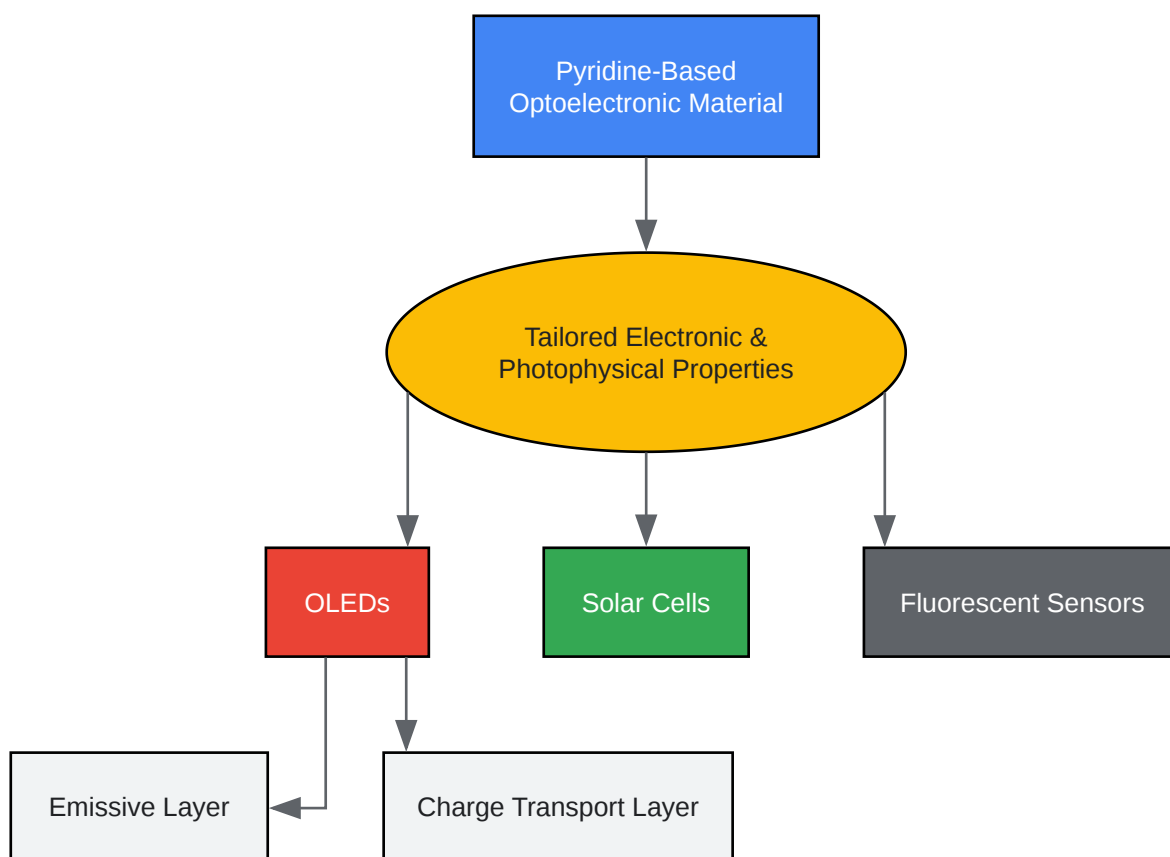 Pyridine-Based
Optoelectronic Material
Tailored Electronic &
Photophysical Properties
OLEDs
Solar Cells
Fluorescent Sensors
Emissive Layer
Charge Transport Layer